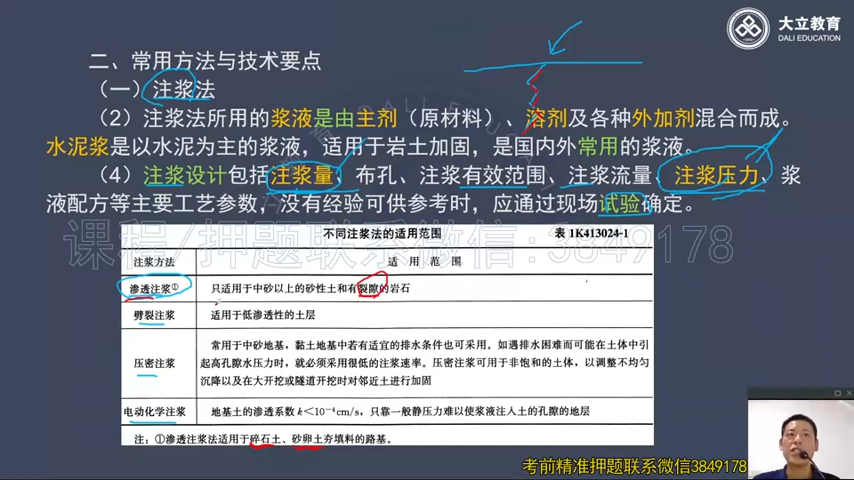 大立教育
DALI EDUCATION
二、常用方法与技术要点
（一）注浆法
（2）注浆法所用的浆液是由主剂（原材料）、溶剂及各种外加剂混合而成。
水泥浆是以水泥为主的浆液，适用于岩土加固，是国内外常用的浆液。
（4）注浆设计包括注浆量、布孔、注浆有效范围、注浆流量、注浆压力、浆
液配方等主要工艺参数，没有经验可供参考时，应通过现场试验确定。
课程/押题联系微信：3849178
不同注浆法的适用范围 表 1K413024-1
注浆方法 适用范围
渗透注浆① 只适用于中砂以上的砂性土和有裂隙的岩石
劈裂注浆 适用于低渗透性的土层
压密注浆 常用于中砂地基，黏土地基中若有适宜的排水条件也可采用。如遇排水困难而可能在土体中引
起高孔隙水压力时，就必须采用很低的注浆速率。压密注浆可用于非饱和的土体，以调整不均匀
沉降以及在大开挖或隧道开挖时对邻近土进行加固
电动化学注浆 地基土的渗透系数 k＜10⁻⁴cm/s，只靠一般静压力难以使浆液注入土的孔隙的地层
注：①渗透注浆法适用于碎石土、砂卵土夯填料的路基。
考前精准押题联系微信3849178